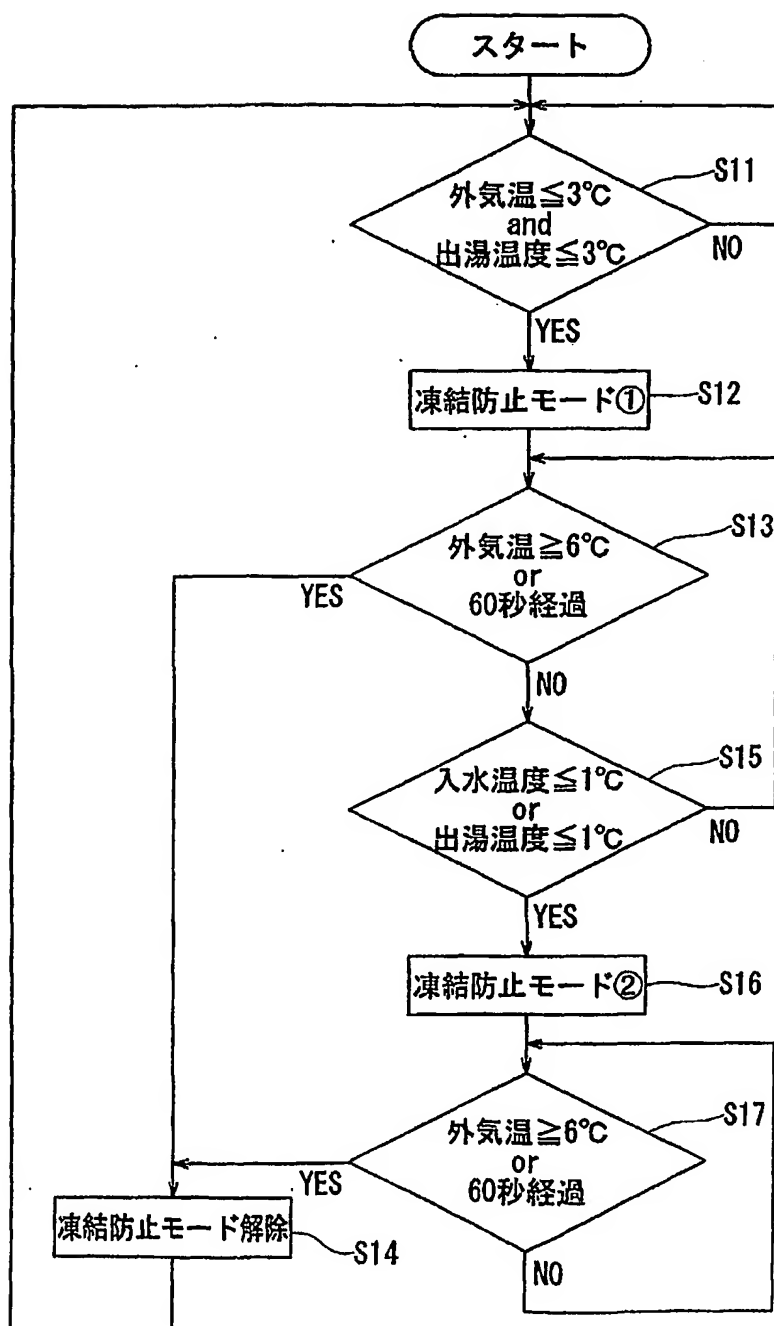 スタート
S11
外気温≦3℃
and
出湯温度≦3℃
NO
YES
凍結防止モード①
S12
S13
外気温≧6℃
or
60秒経過
YES
NO
S15
入水温度≦1℃
or
出湯温度≦1℃
NO
YES
凍結防止モード②
S16
S17
外気温≧6℃
or
60秒経過
YES
凍結防止モード解除
S14
NO